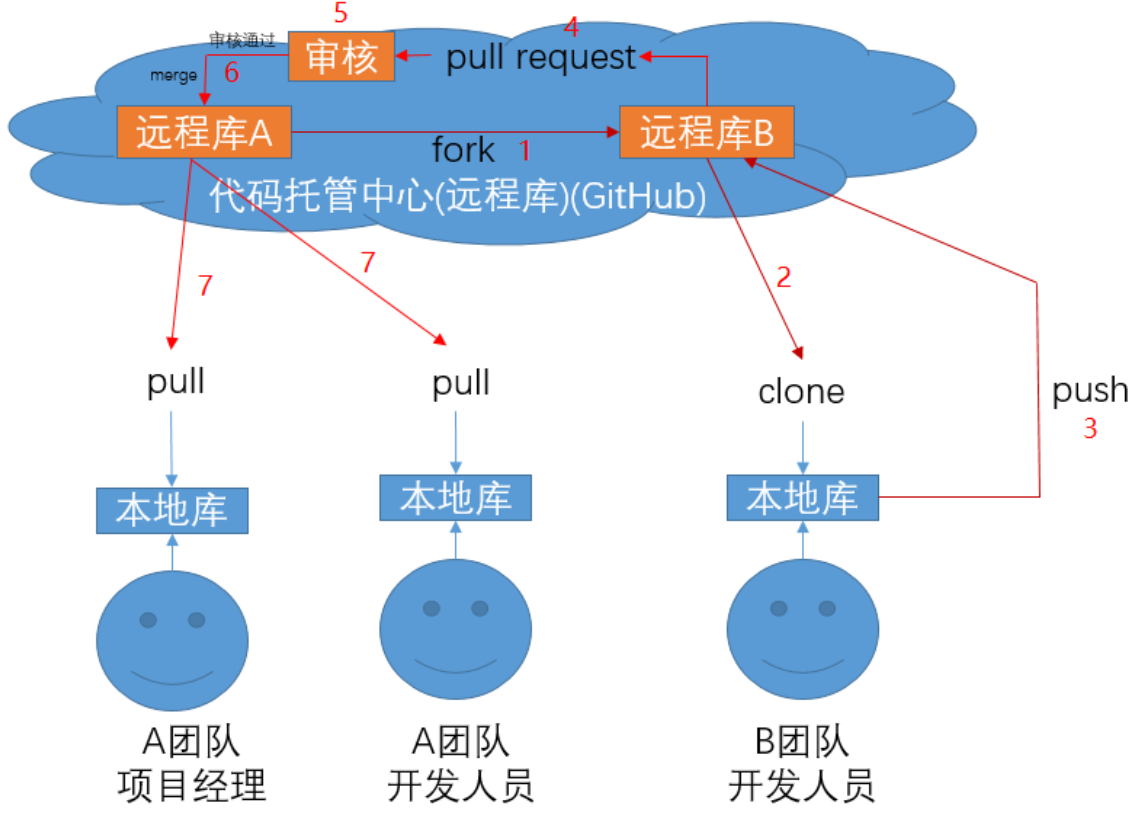 5
4
审核通过
审核
pull request
merge
6
远程库A
远程库B
fork
1
代码托管中心(远程库)(GitHub)
7
7
2
pull
pull
clone
push
3
本地库
本地库
本地库
A团队
项目经理
A团队
开发人员
B团队
开发人员